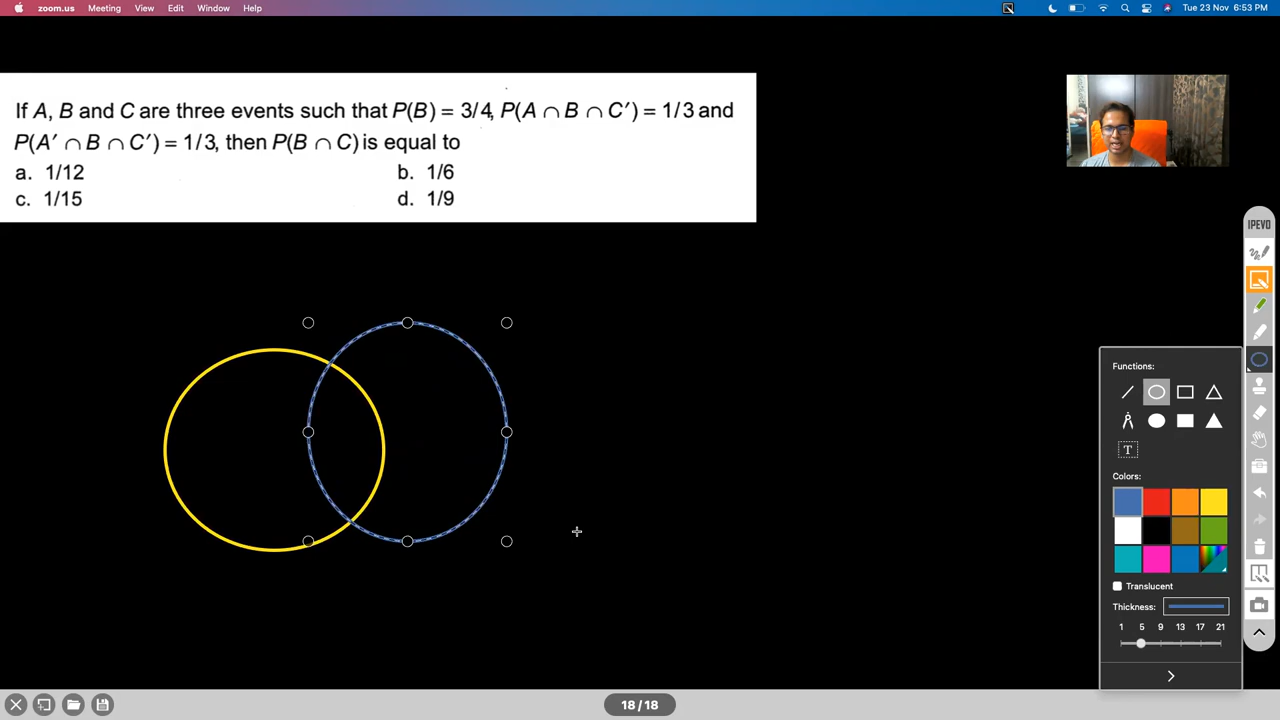 zoom.us Meeting View Edit Window Help Tue 23 Nov 6:53 PM
If A, B and C are three events such that P(B) = 3/4, P(A ∩ B ∩ C′) = 1/3 and
P(A′ ∩ B ∩ C′) = 1/3, then P(B ∩ C) is equal to
a. 1/12 b. 1/6
c. 1/15 d. 1/9
IPEVO
Functions:
T
Colors:
Translucent
Thickness:
1 5 9 13 17 21
18 / 18